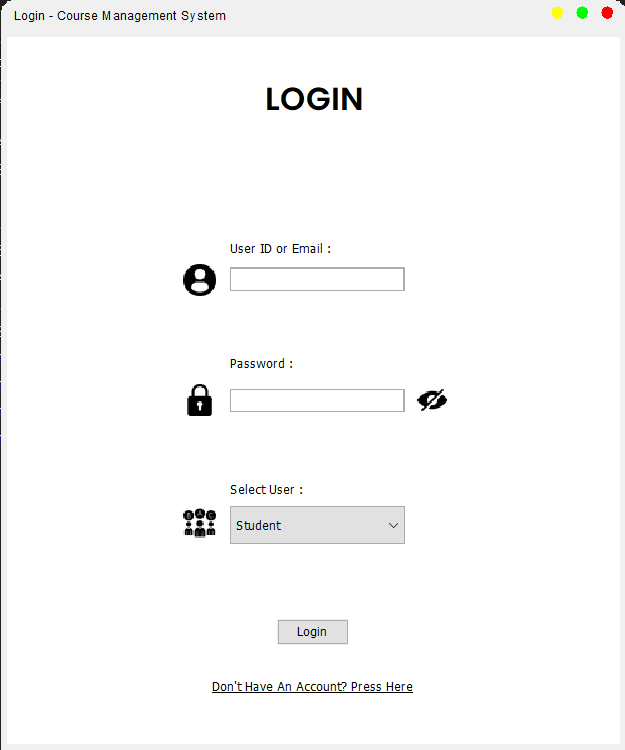 Login - Course Management System
LOGIN
User ID or Email :
Password :
Select User :
Student
Login
Don't Have An Account? Press Here